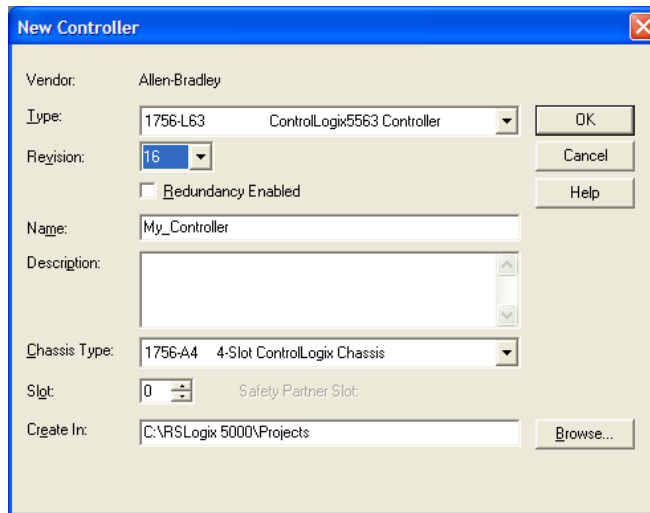 New Controller
Vendor: Allen-Bradley
Type: 1756-L63 ControlLogix5563 Controller OK
Revision: 16 Cancel
Redundancy Enabled Help
Name: My_Controller
Description:
Chassis Type: 1756-A4 4-Slot ControlLogix Chassis
Slot: 0 Safety Partner Slot:
Create In: C:\RSLogix 5000\Projects Browse...